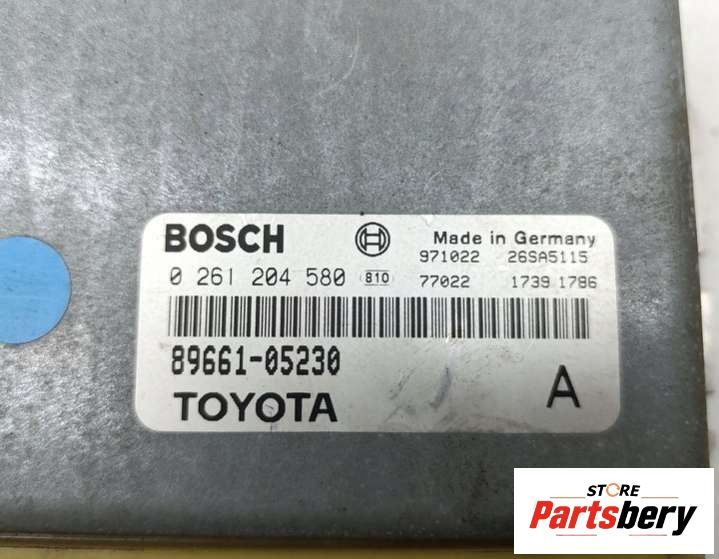 BOSCH
Made in Germany
971022 26SA5115
0 261 204 580 810 77022 1739 1786
89661-05230
TOYOTA
A
STORE
Partsbery